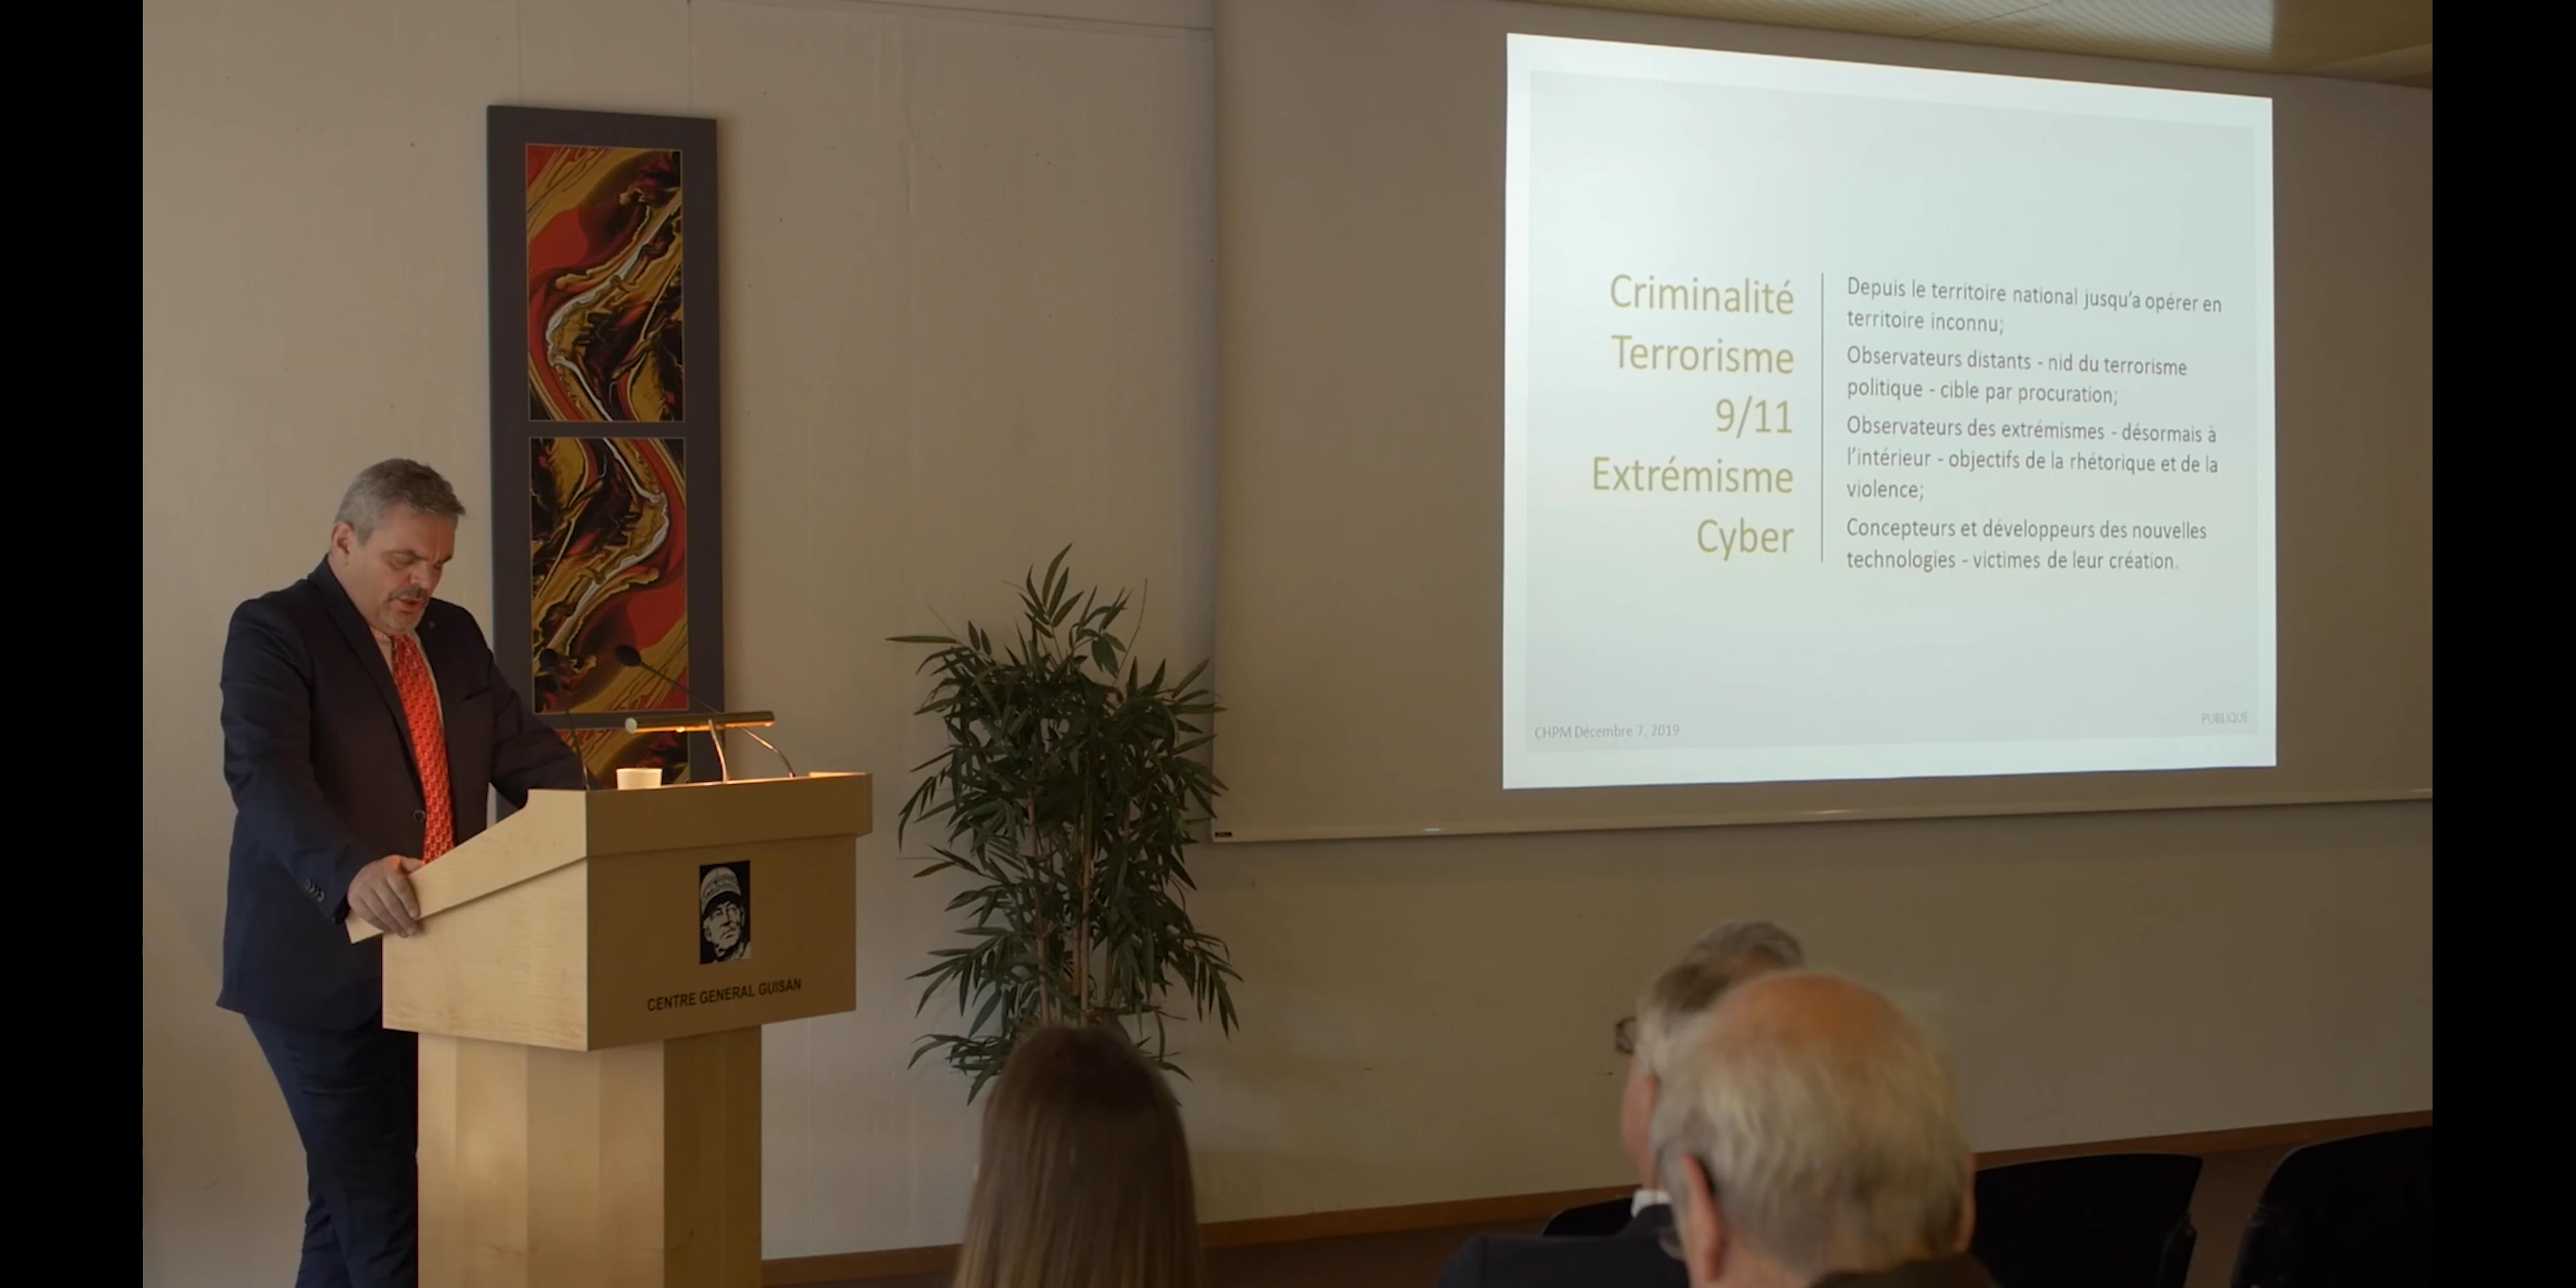 Criminalité
Terrorisme
9/11
Extrémisme
Cyber
Depuis le territoire national jusqu'a opérer en
territoire inconnu;
Observateurs distants - nid du terrorisme
politique - cible par procuration;
Observateurs des extrémismes - désormais à
l'intérieur - objectifs de la rhétorique et de la
violence;
Concepteurs et développeurs des nouvelles
technologies - victimes de leur création.
CHPM Décembre 7, 2019
PUBLIQUE
CENTRE GENERAL GUISAN